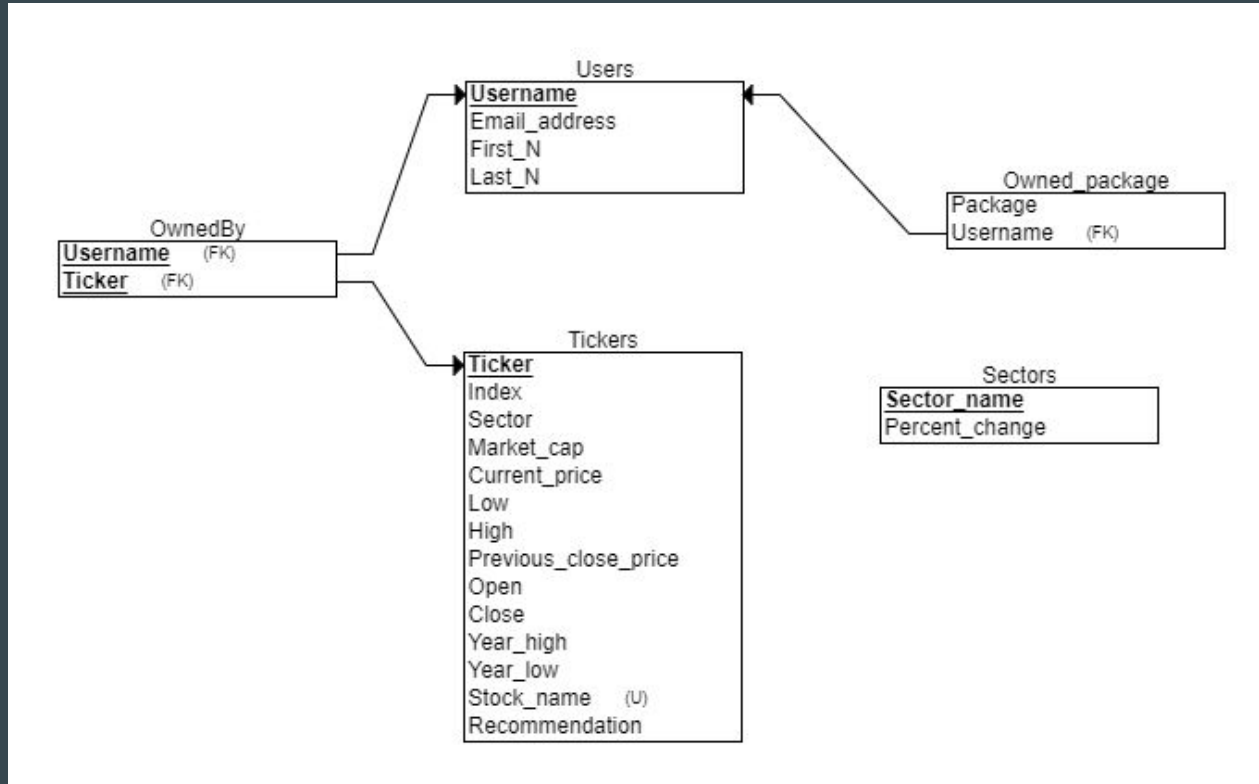 Users
Username
Email_address
First_N
Last_N
Owned_package
Package
Username (FK)
OwnedBy
Username (FK)
Ticker (FK)
Tickers
Ticker
Index
Sector
Market_cap
Current_price
Low
High
Previous_close_price
Open
Close
Year_high
Year_low
Stock_name (U)
Recommendation
Sectors
Sector_name
Percent_change